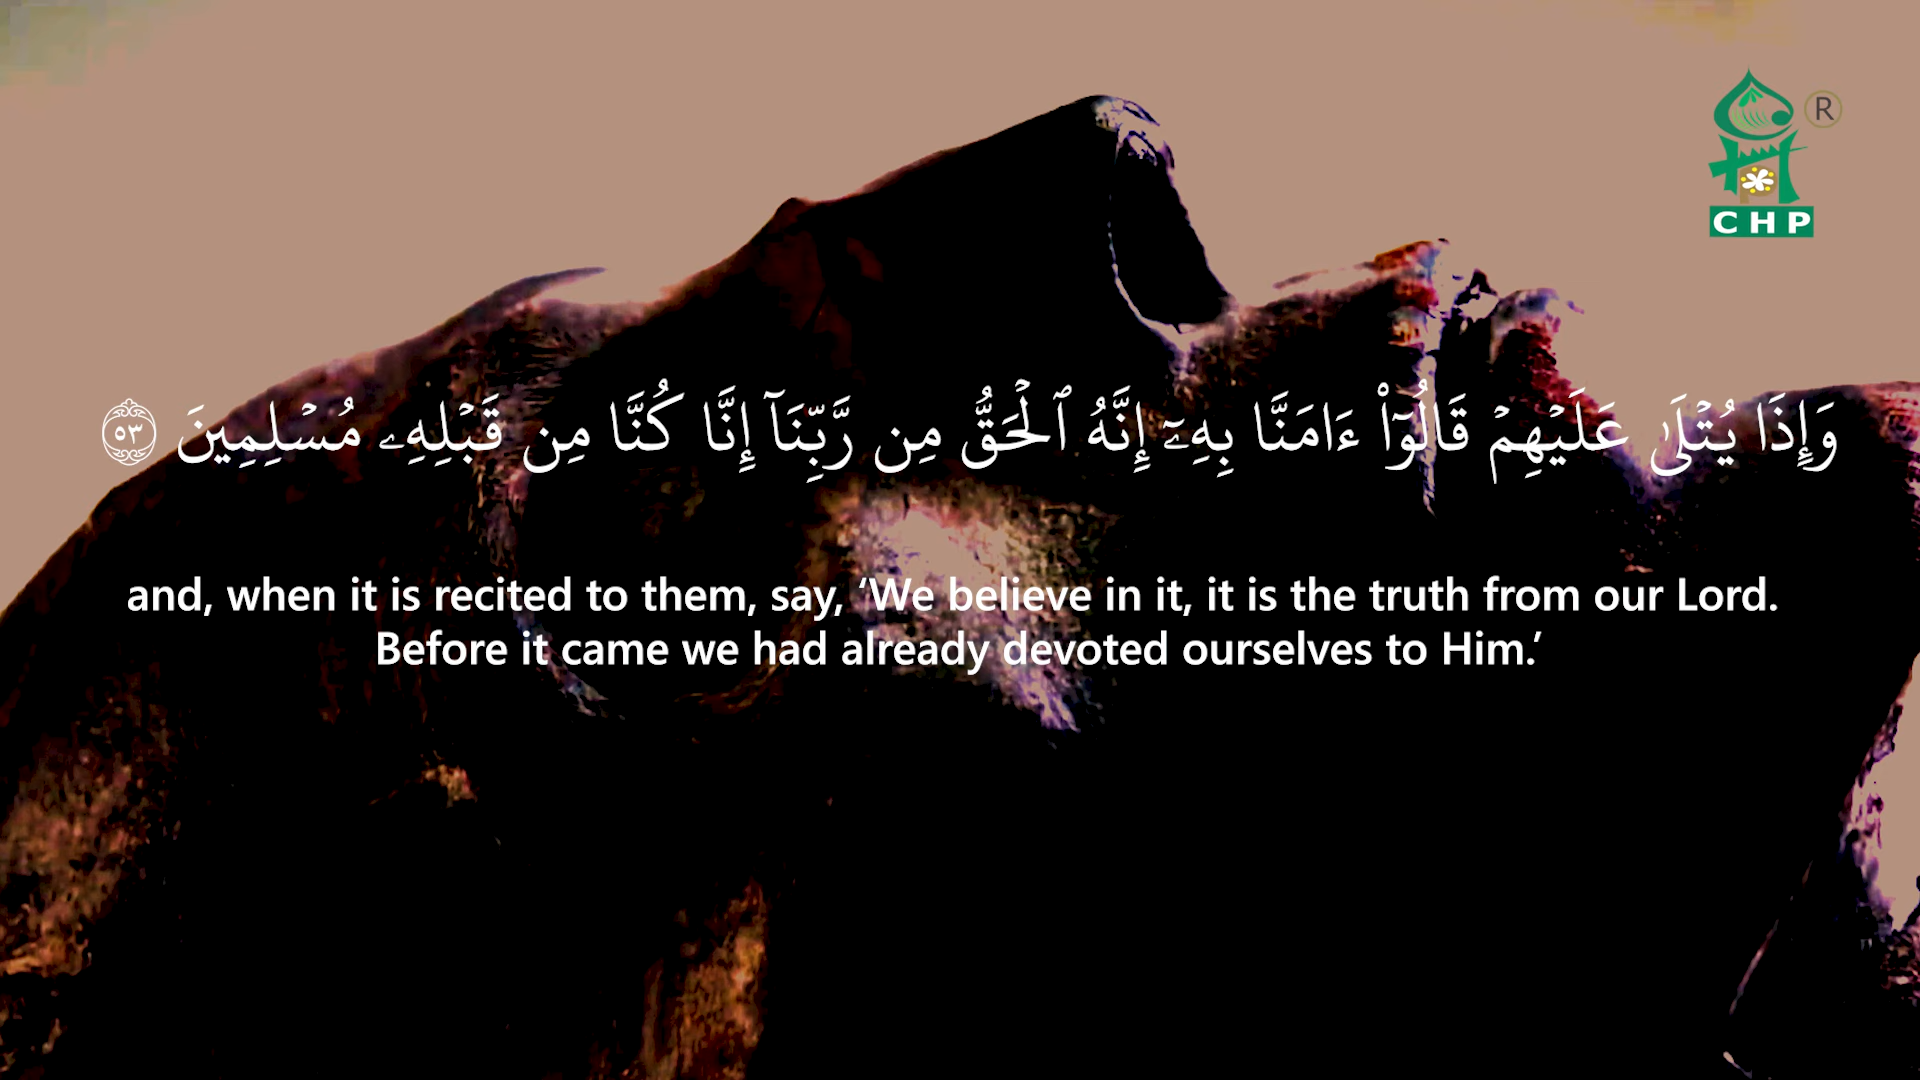 CHP
®
وَإِذَا يُتْلَىٰ عَلَيْهِمْ قَالُوٓا۟ ءَامَنَّا بِهِۦٓ إِنَّهُ ٱلْحَقُّ مِن رَّبِّنَآ إِنَّا كُنَّا مِن قَبْلِهِۦ مُسْلِمِينَ ٥٣
and, when it is recited to them, say, ‘We believe in it, it is the truth from our Lord.
Before it came we had already devoted ourselves to Him.’